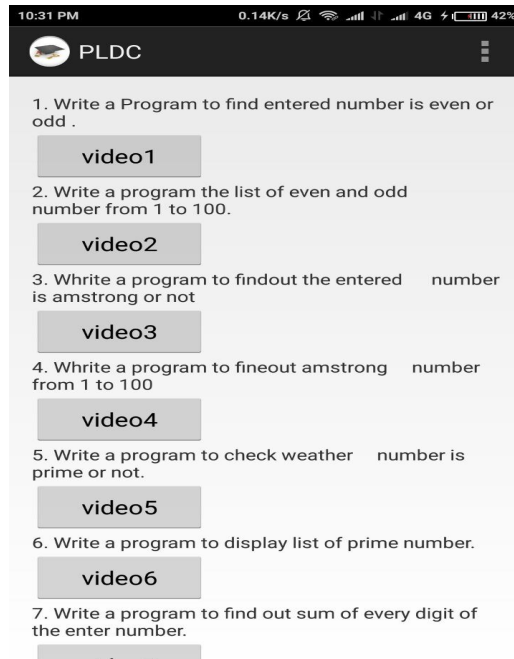 10:31 PM 0.14K/s 4G 42%
PLDC
1. Write a Program to find entered number is even or
odd .
video1
2. Write a program the list of even and odd
number from 1 to 100.
video2
3. Whrite a program to findout the entered number
is amstrong or not
video3
4. Whrite a program to fineout amstrong number
from 1 to 100
video4
5. Write a program to check weather number is
prime or not.
video5
6. Write a program to display list of prime number.
video6
7. Write a program to find out sum of every digit of
the enter number.